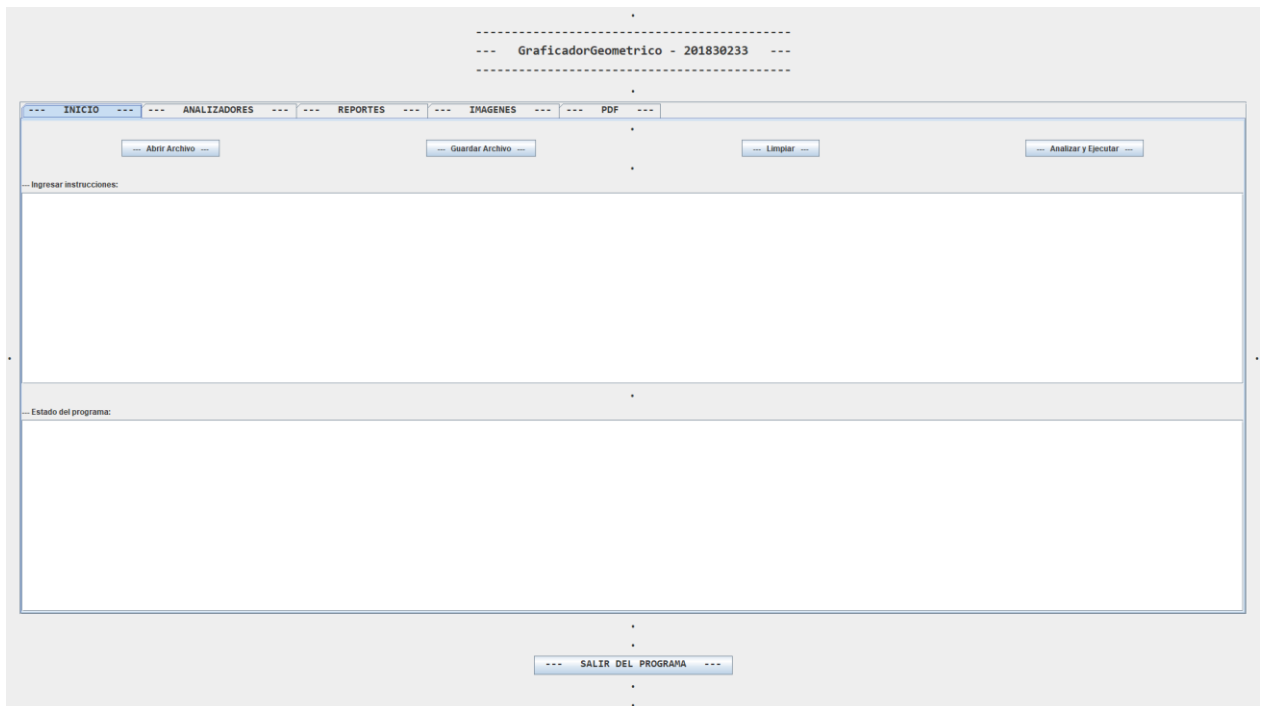 .
--------------------------------------------
---   GraficadorGeometrico - 201830233   ---
--------------------------------------------
.
---   INICIO   --- ---   ANALIZADORES   --- ---   REPORTES   --- ---   IMAGENES   --- ---   PDF   ---
.
--- Abrir Archivo --- --- Guardar Archivo --- --- Limpiar --- --- Analizar y Ejecutar ---
.
--- Ingresar instrucciones:
. .
.
--- Estado del programa:
.
.
---   SALIR DEL PROGRAMA   ---
.
.